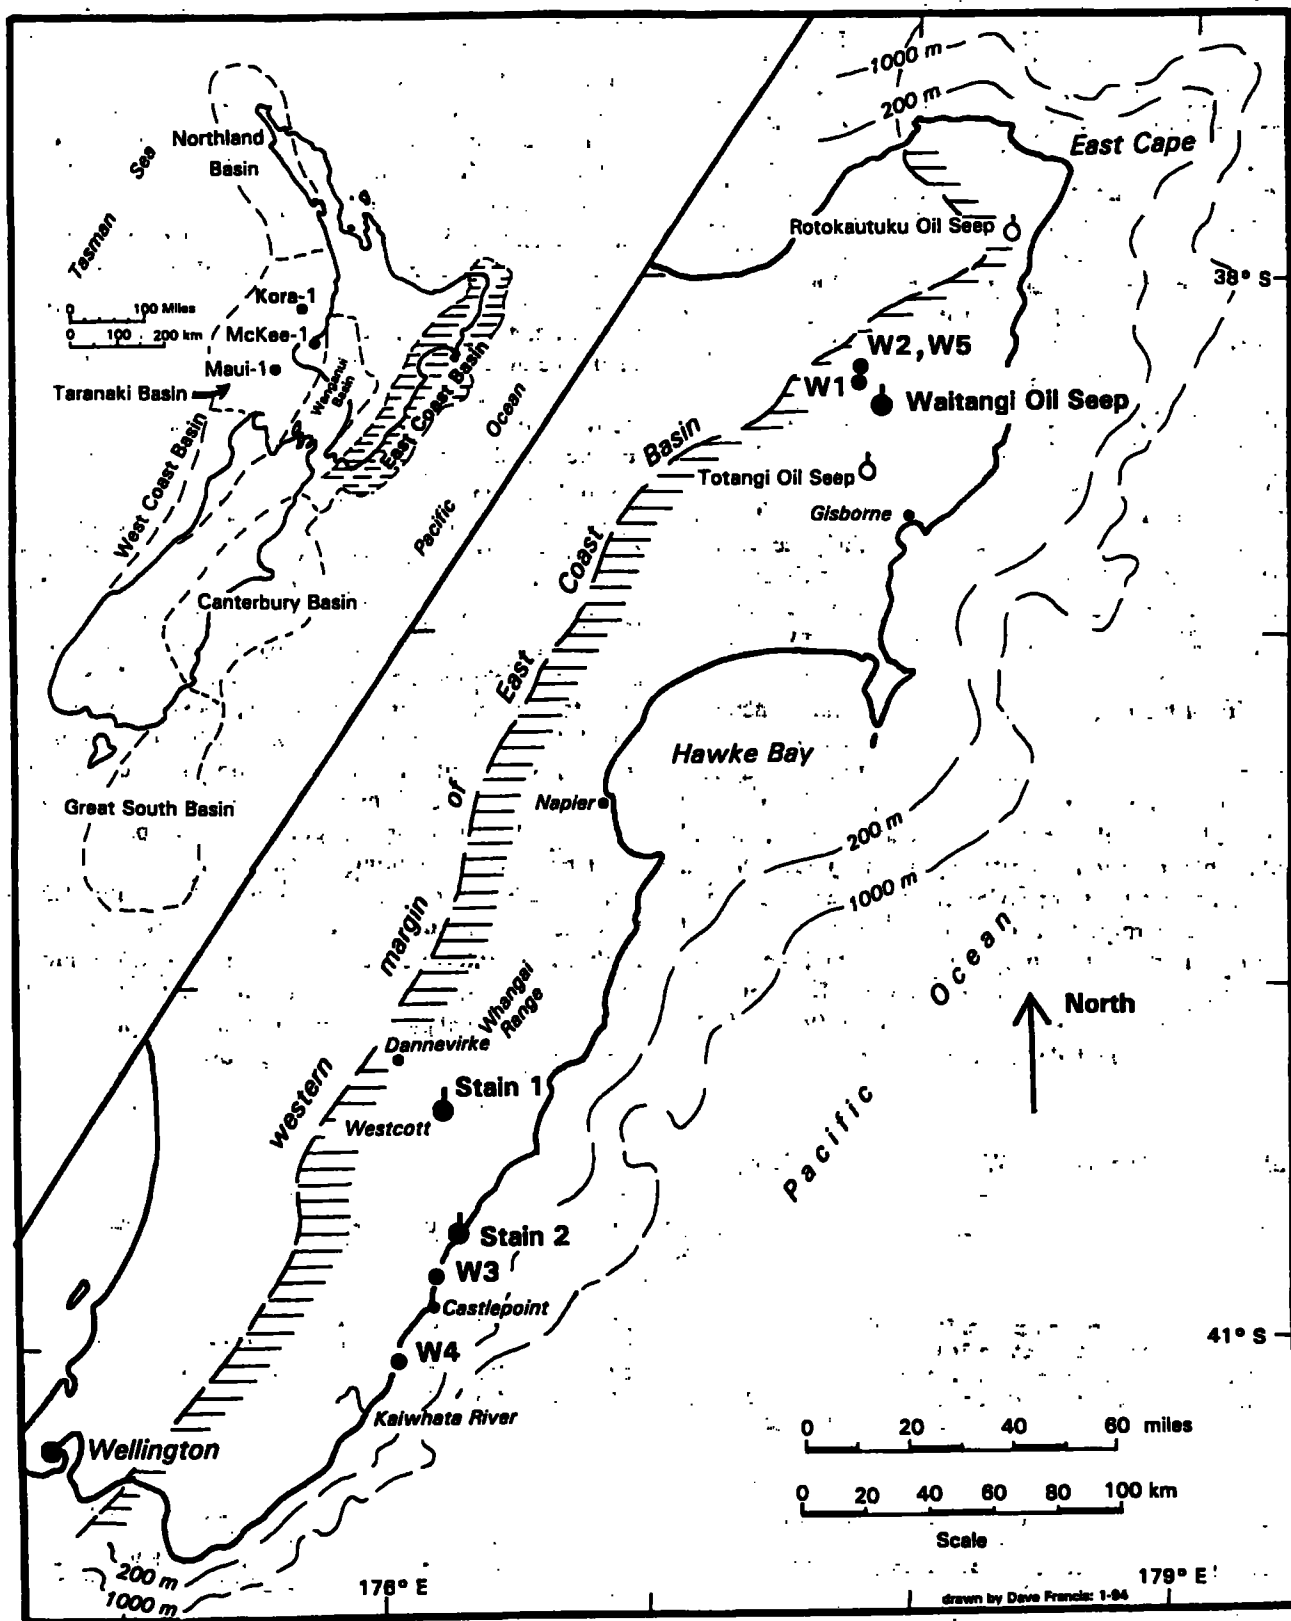 Northland
Basin
Tasman Sea
0 100 Miles
0 100 200 km
Kora-1
McKee-1
Maui-1
Taranaki Basin
Wanganui
Basin
East Coast Basin
West Coast Basin
Pacific Ocean
Canterbury Basin
Great South Basin
1000 m
200 m
East Cape
Rotokautuku Oil Seep
38° S
W2, W5
W1
Waitangi Oil Seep
Totangi Oil Seep
Gisborne
western margin of East Coast Basin
Hawke Bay
Napier
200 m
1000 m
Pacific Ocean
North
Whangai
Range
Dannevirke
Stain 1
Westcott
Stain 2
W3
Castlepoint
W4
41° S
Kaiwhata River
Wellington
0 20 40 60 miles
0 20 40 60 80 100 km
Scale
200 m
1000 m
176° E
179° E
drawn by Dave Francis: 1-94